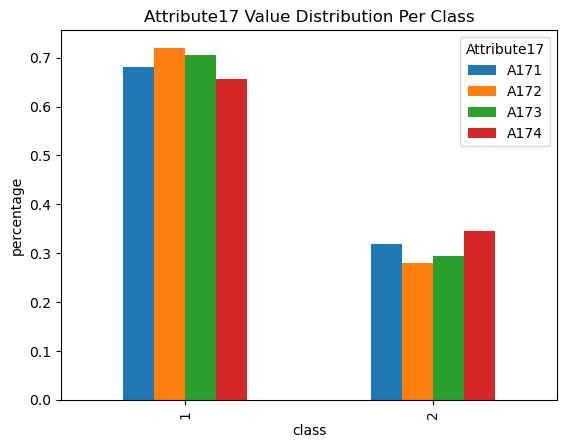 Attribute17 Value Distribution Per Class
Attribute17
A171
A172
A173
A174
percentage
0.7
0.6
0.5
0.4
0.3
0.2
0.1
0.0
1
2
class